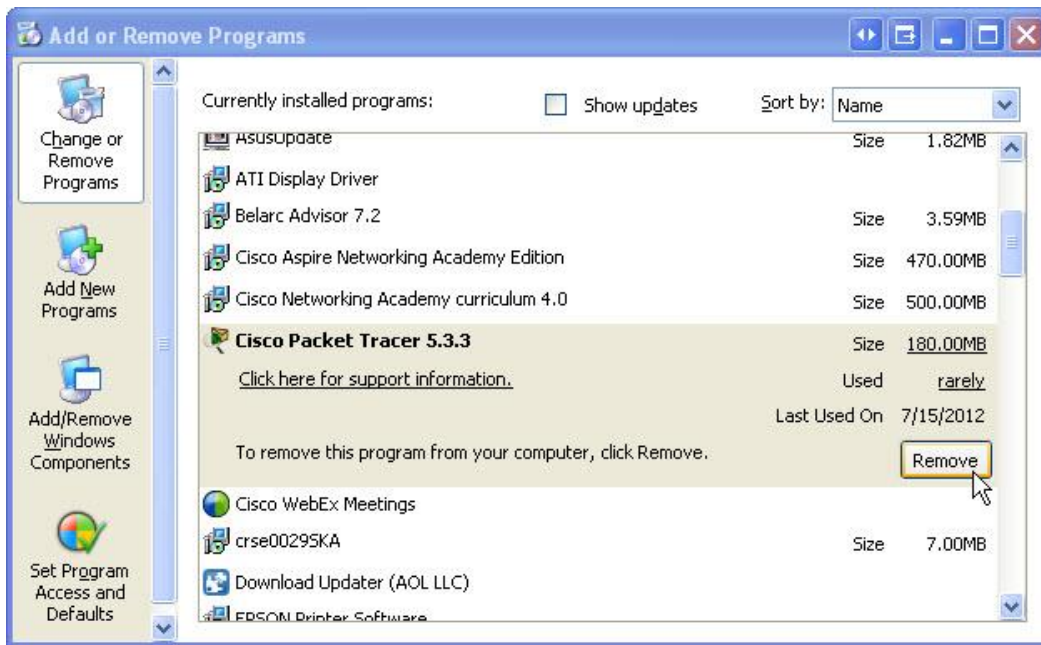 Add or Remove Programs
Change or
Remove
Programs
Add New
Programs
Add/Remove
Windows
Components
Set Program
Access and
Defaults
Currently installed programs:
Show updates
Sort by:
Name
AsusUpdate Size 1.82MB
ATI Display Driver
Belarc Advisor 7.2 Size 3.59MB
Cisco Aspire Networking Academy Edition Size 470.00MB
Cisco Networking Academy curriculum 4.0 Size 500.00MB
Cisco Packet Tracer 5.3.3 Size 180.00MB
Click here for support information. Used rarely
Last Used On 7/15/2012
To remove this program from your computer, click Remove. Remove
Cisco WebEx Meetings
crse0029SKA Size 7.00MB
Download Updater (AOL LLC)
EPSON Printer Software